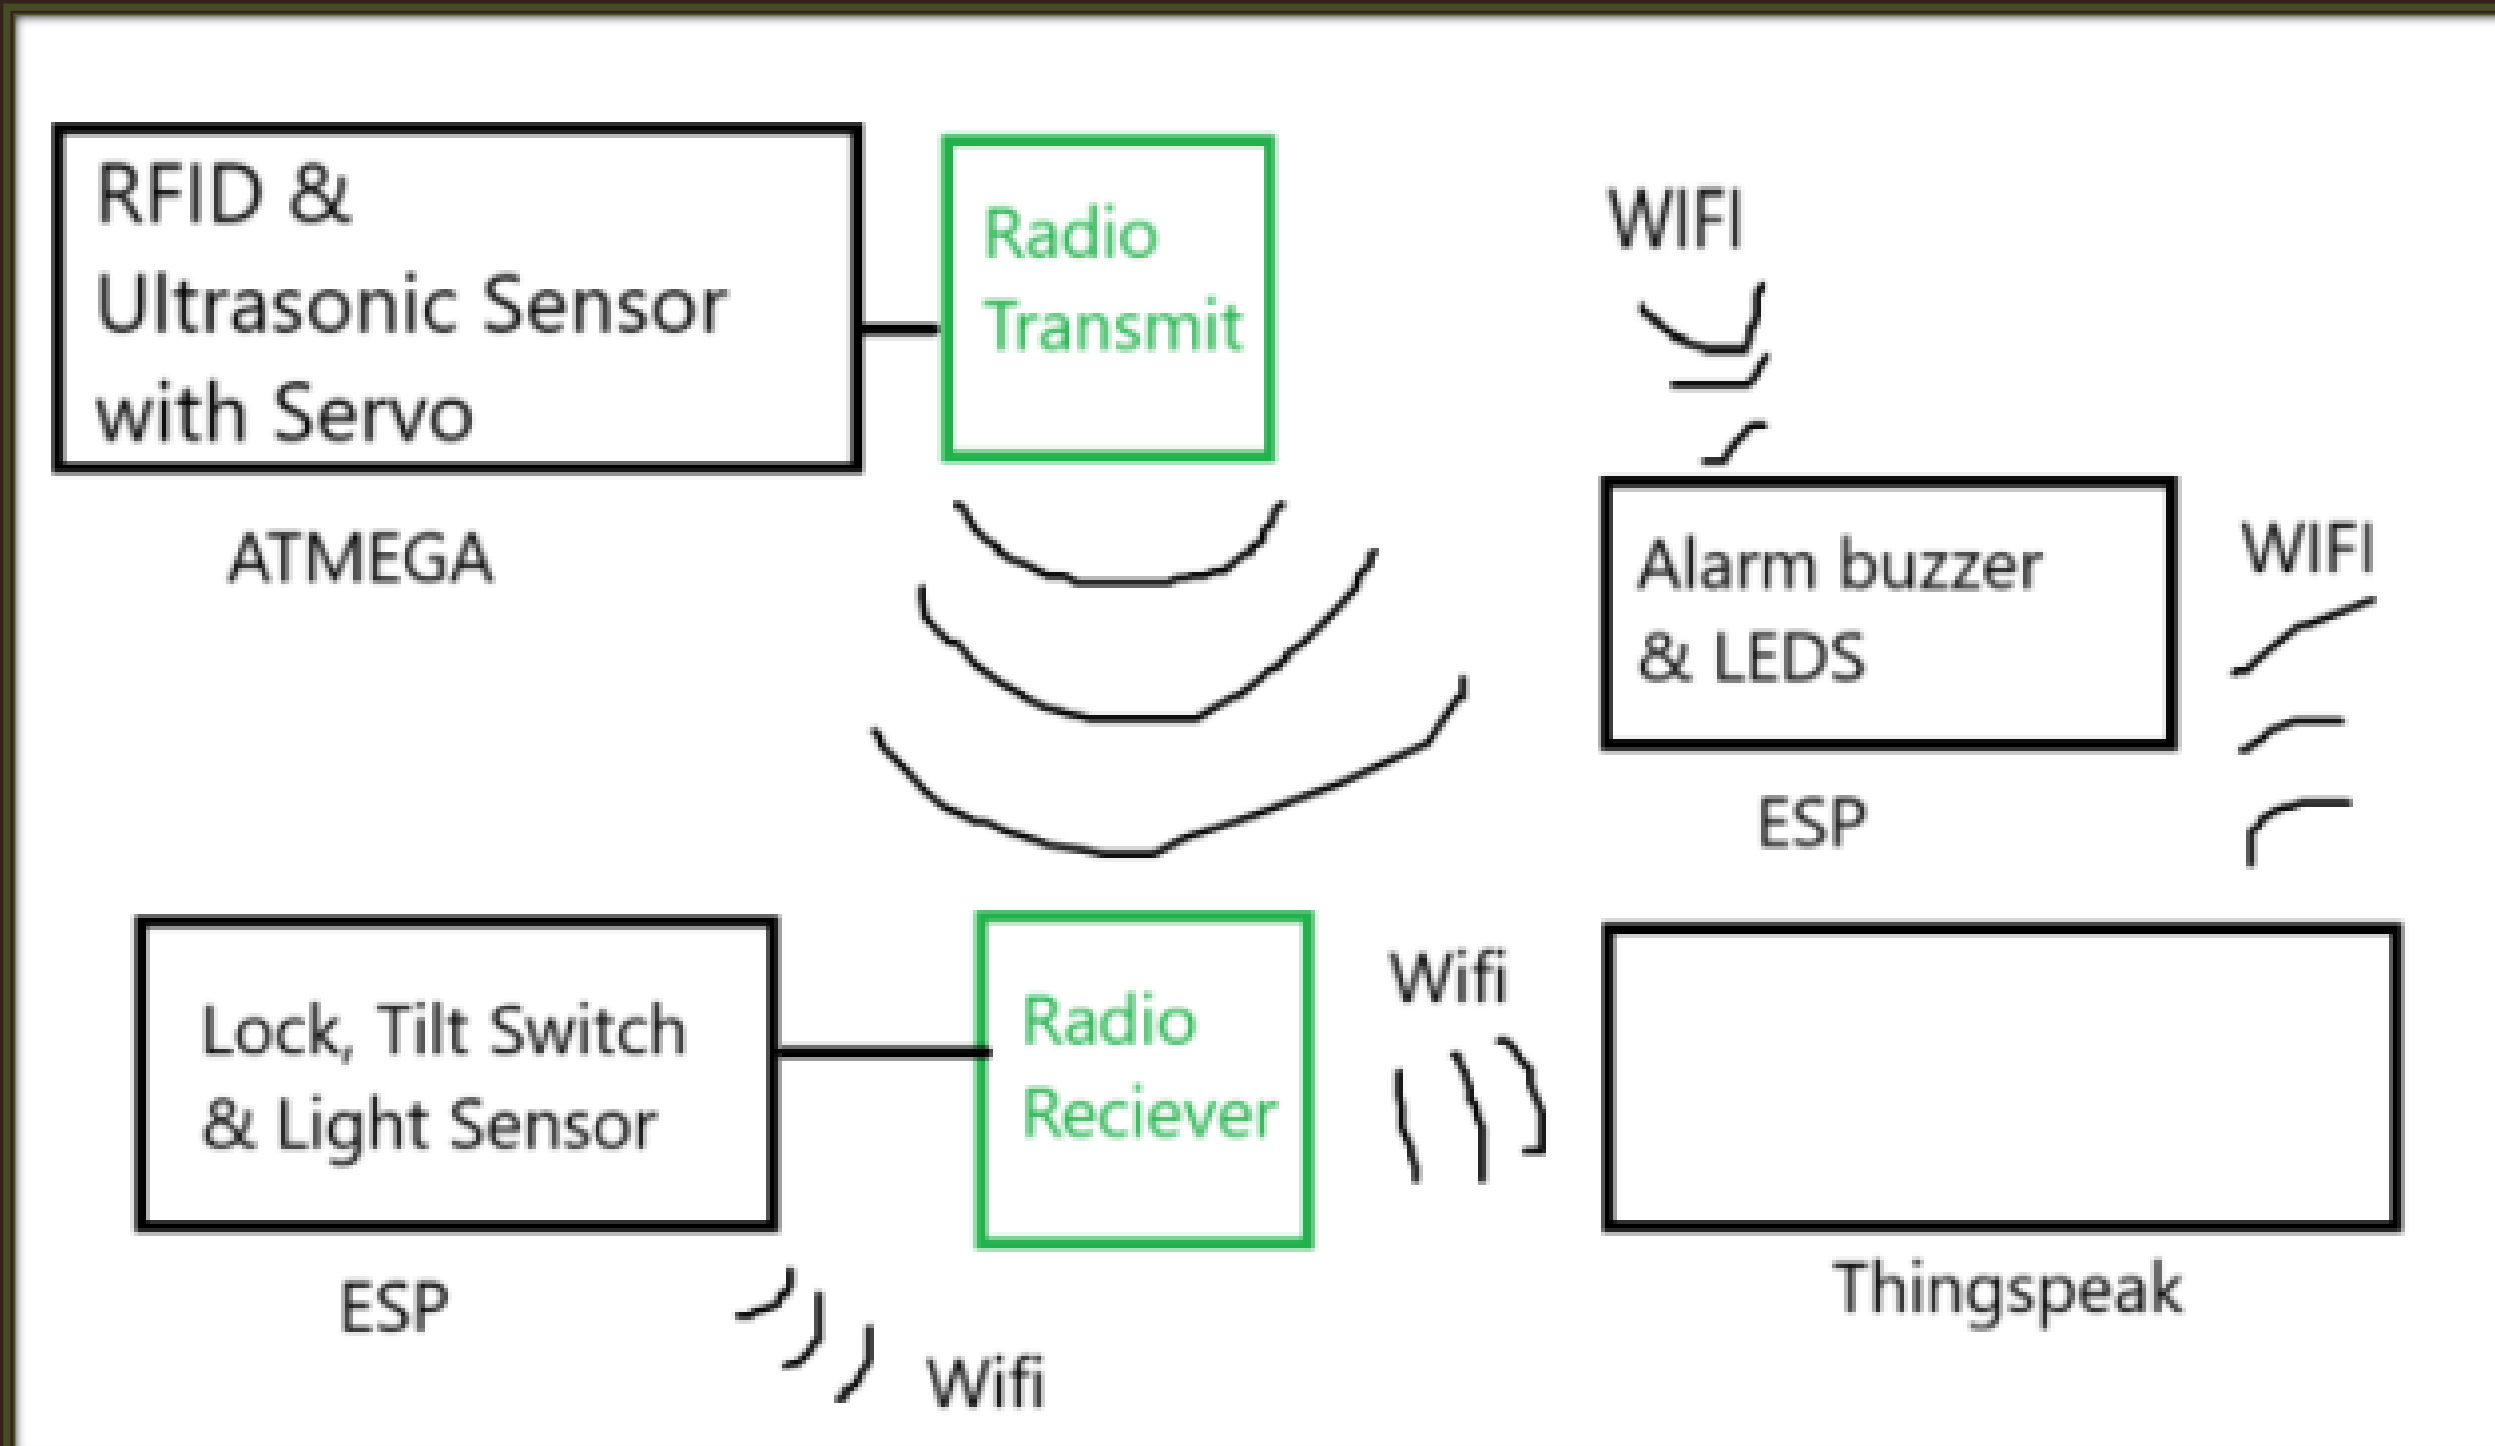 RFID &
Ultrasonic Sensor
with Servo
ATMEGA
Radio
Transmit
WIFI
Alarm buzzer
& LEDS
ESP
WIFI
Lock, Tilt Switch
& Light Sensor
ESP
Radio
Reciever
Wifi
Wifi
Thingspeak